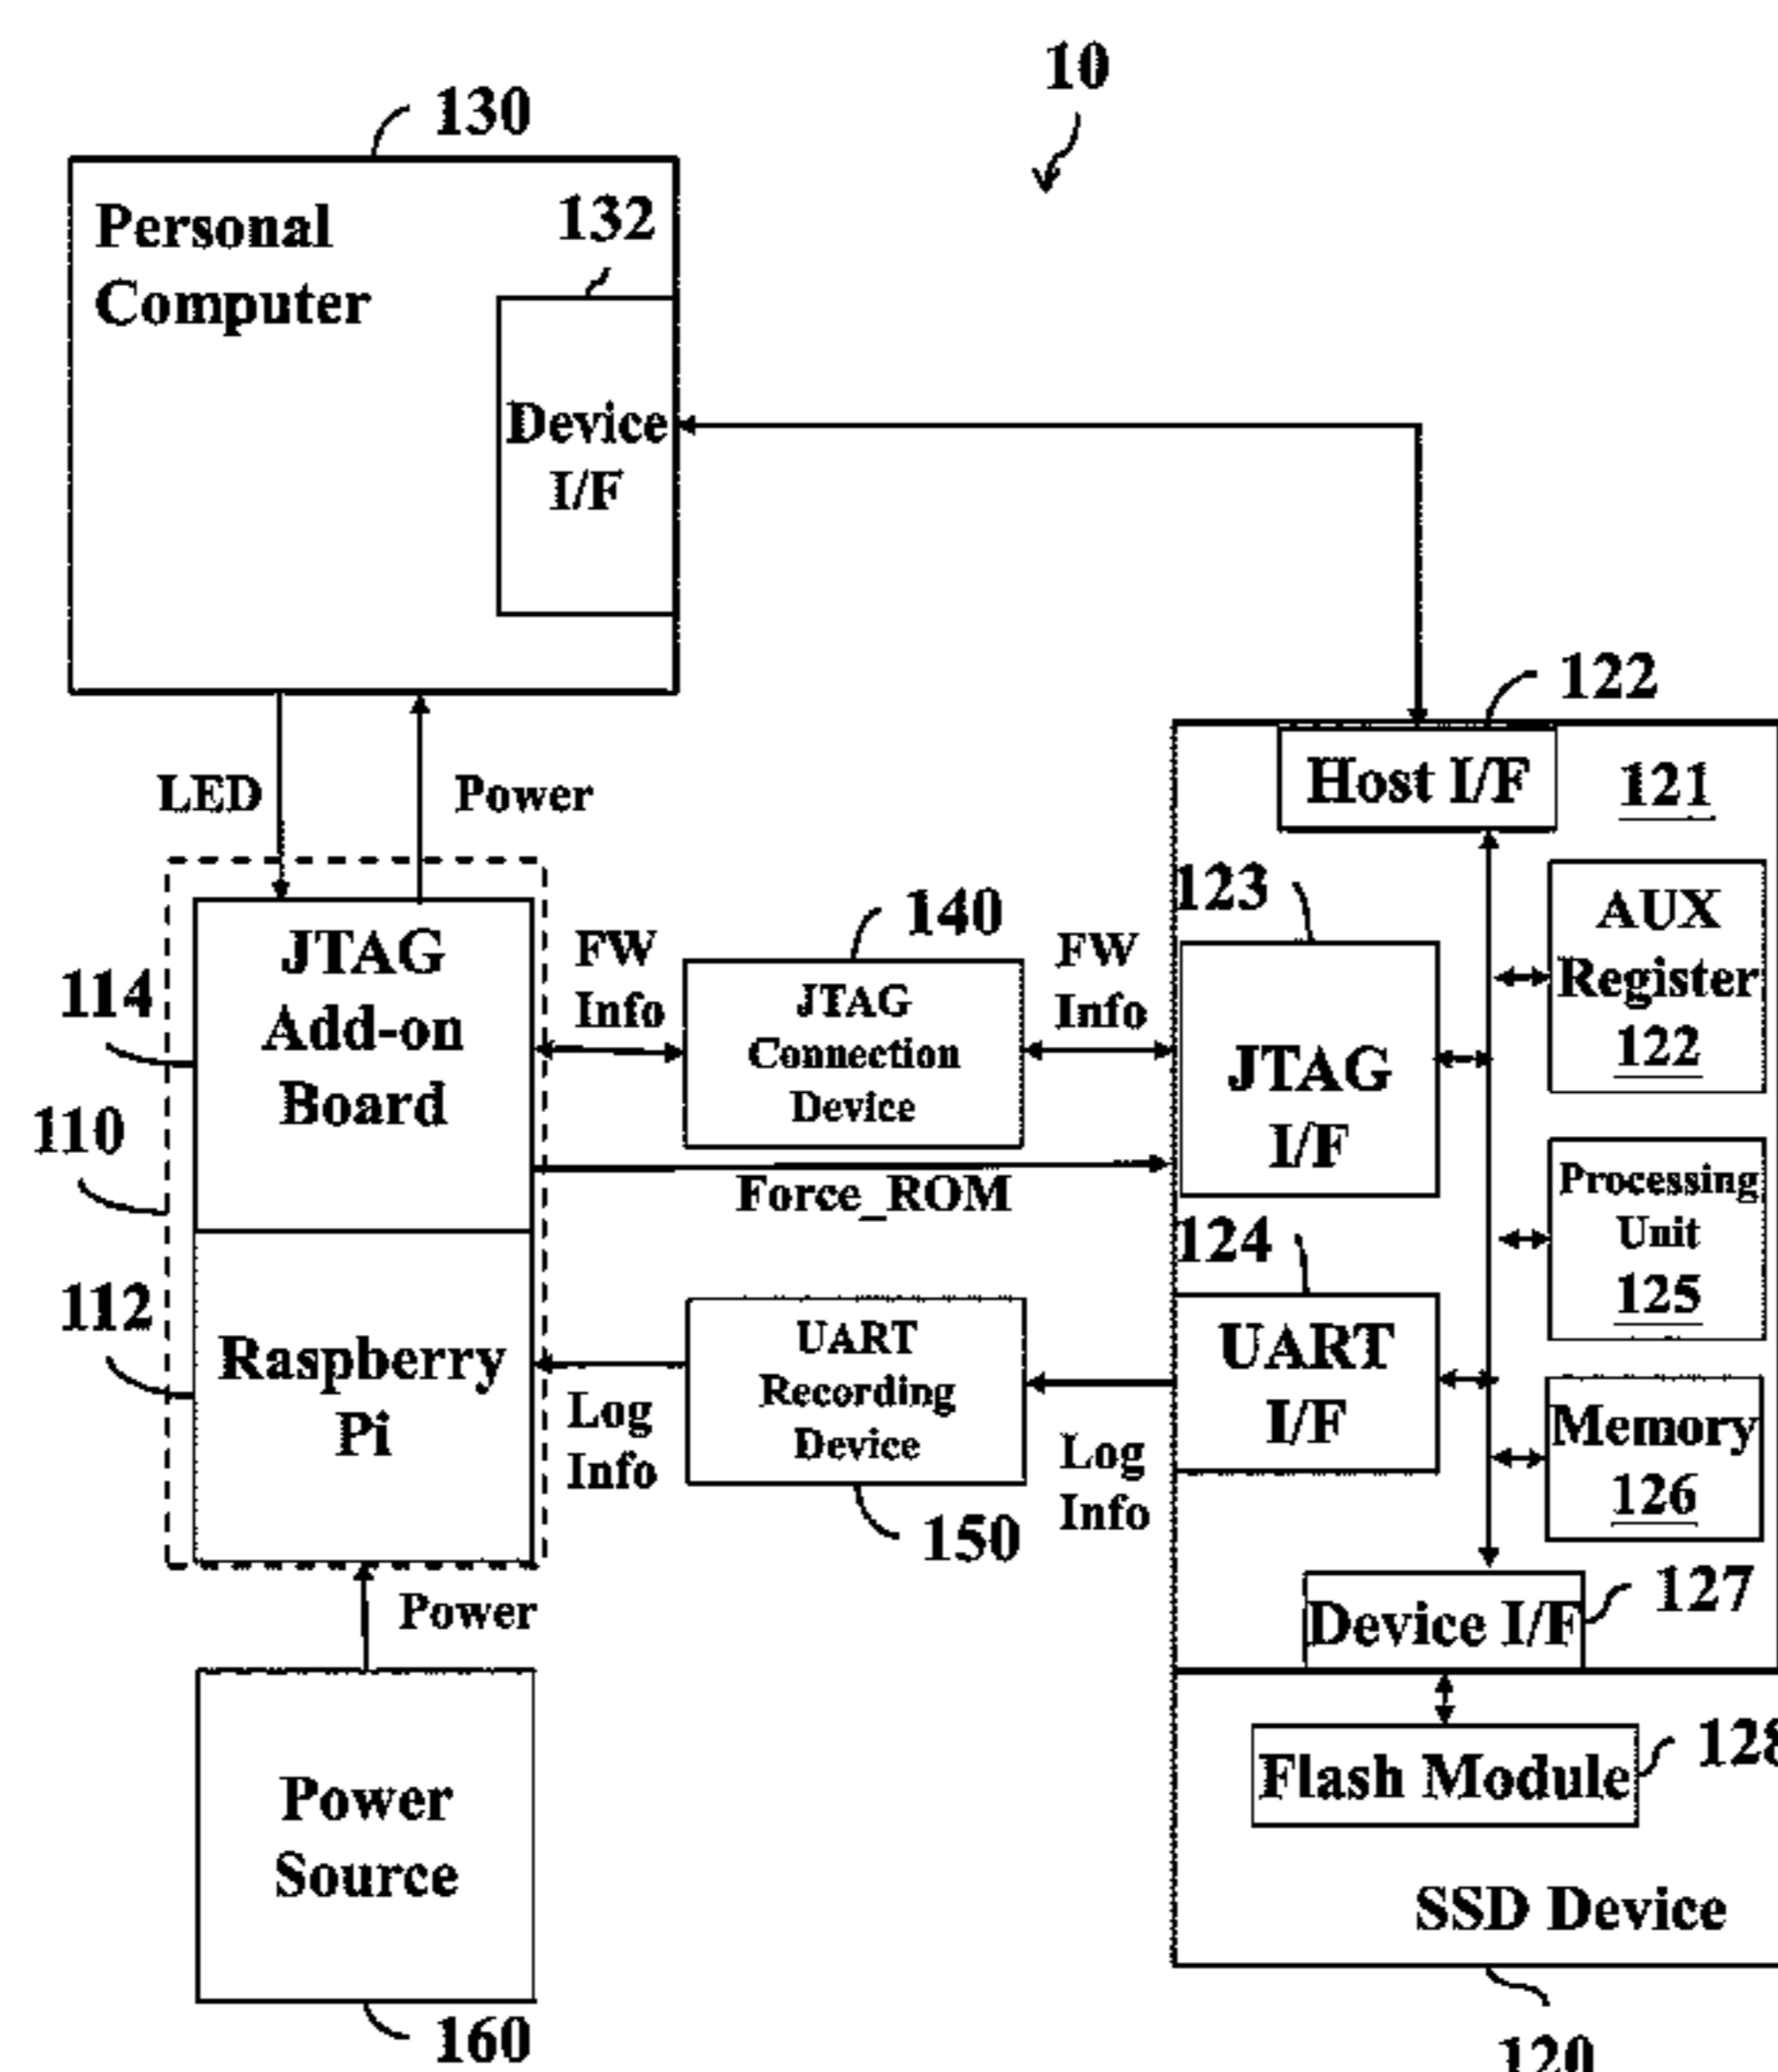 10
130
Personal
Computer
132
Device
I/F
122
Host I/F
121
LED
Power
123
AUX
Register
122
140
JTAG
Add-on
Board
114
FW
Info
JTAG
Connection
Device
FW
Info
JTAG
I/F
110
Force_ROM
Processing
Unit
125
124
112
Raspberry
Pi
UART
Recording
Device
UART
I/F
Log
Info
Log
Info
Memory
126
150
127
Power
Device I/F
128
Flash Module
Power
Source
SSD Device
160
120